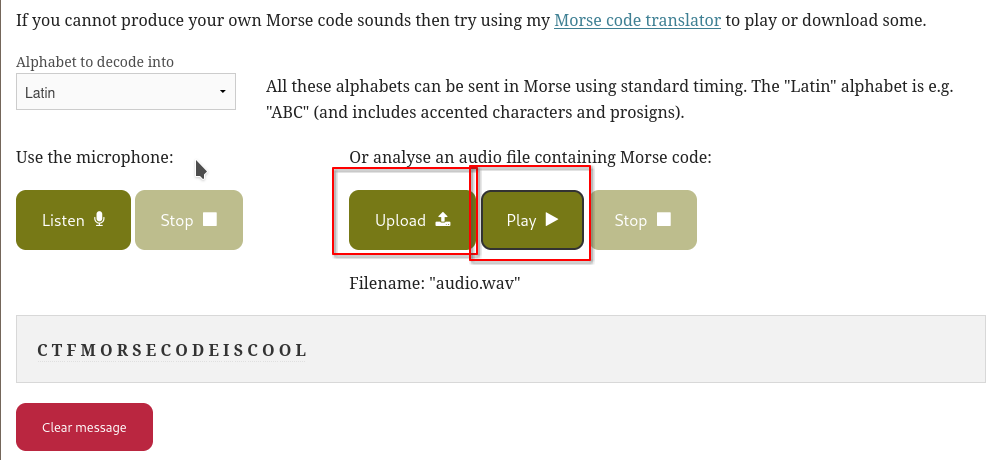 If you cannot produce your own Morse code sounds then try using my Morse code translator to play or download some.
Alphabet to decode into
Latin
All these alphabets can be sent in Morse using standard timing. The "Latin" alphabet is e.g.
"ABC" (and includes accented characters and prosigns).
Use the microphone:
Or analyse an audio file containing Morse code:
Listen Stop Upload Play Stop
Filename: "audio.wav"
C T F M O R S E C O D E I S C O O L
Clear message